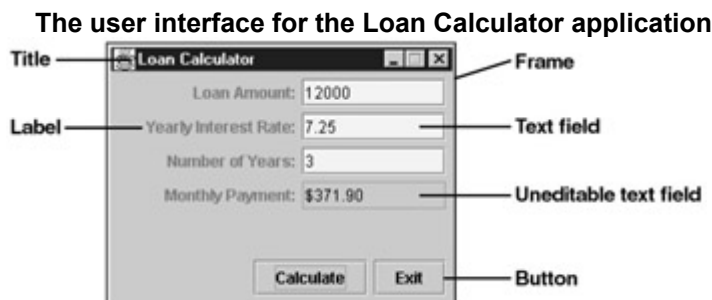 The user interface for the Loan Calculator application
Title
Loan Calculator
Frame
Loan Amount: 12000
Label
Yearly Interest Rate: 7.25
Text field
Number of Years: 3
Monthly Payment: $371.90
Uneditable text field
Calculate
Exit
Button